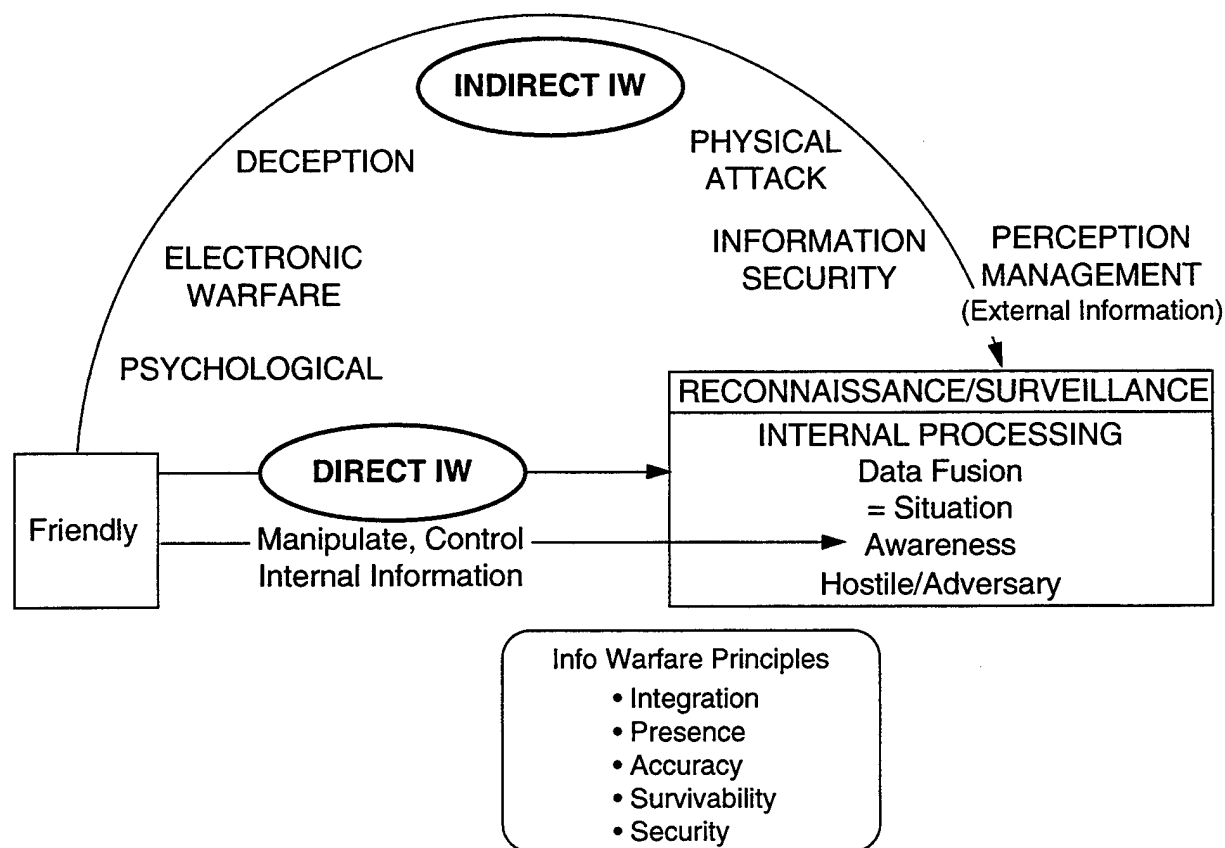 INDIRECT IW
DECEPTION
PHYSICAL
ATTACK
ELECTRONIC
WARFARE
INFORMATION
SECURITY
PERCEPTION
MANAGEMENT
(External Information)
PSYCHOLOGICAL
RECONNAISSANCE/SURVEILLANCE
INTERNAL PROCESSING
Data Fusion
= Situation
Awareness
Hostile/Adversary
Friendly
DIRECT IW
Manipulate, Control
Internal Information
Info Warfare Principles
• Integration
• Presence
• Accuracy
• Survivability
• Security